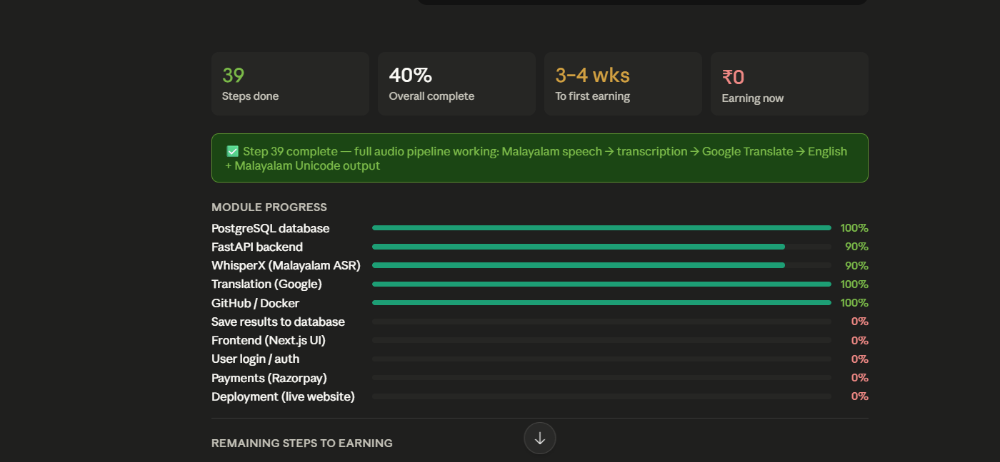 39
Steps done
40%
Overall complete
3–4 wks
To first earning
₹0
Earning now
✅ Step 39 complete — full audio pipeline working: Malayalam speech → transcription → Google Translate → English
+ Malayalam Unicode output
MODULE PROGRESS
PostgreSQL database 100%
FastAPI backend 90%
WhisperX (Malayalam ASR) 90%
Translation (Google) 100%
GitHub / Docker 100%
Save results to database 0%
Frontend (Next.js UI) 0%
User login / auth 0%
Payments (Razorpay) 0%
Deployment (live website) 0%
REMAINING STEPS TO EARNING